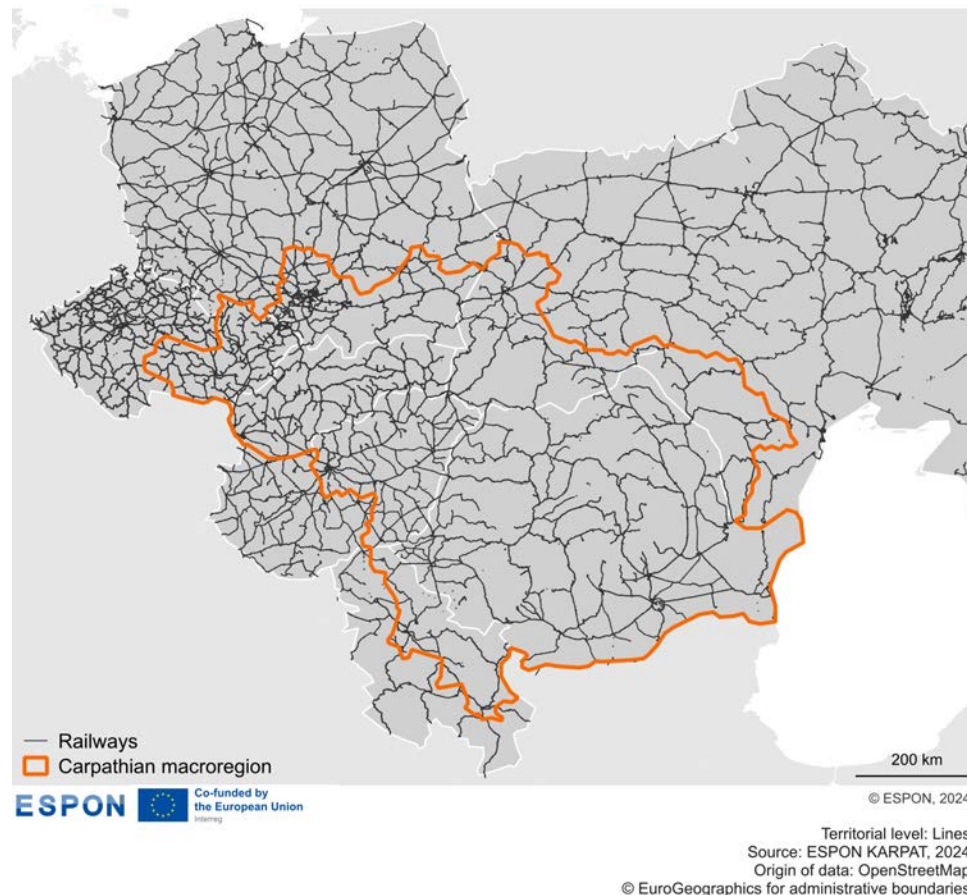 Railways
Carpathian macroregion
200 km
ESPON
Co-funded by
the European Union
Interreg
© ESPON, 2024
Territorial level: Lines
Source: ESPON KARPAT, 2024
Origin of data: OpenStreetMap
© EuroGeographics for administrative boundaries